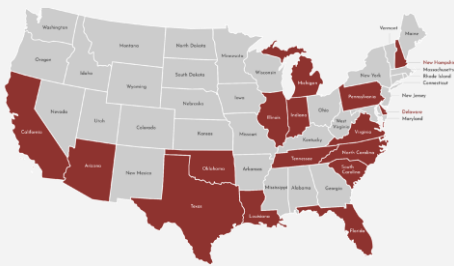 Washington
Oregon
California
Nevada
Idaho
Montana
Wyoming
Utah
Arizona
Colorado
New Mexico
North Dakota
South Dakota
Nebraska
Kansas
Oklahoma
Texas
Minnesota
Iowa
Missouri
Arkansas
Louisiana
Wisconsin
Illinois
Michigan
Indiana
Ohio
Kentucky
Tennessee
Mississippi
Alabama
Georgia
Florida
South
Carolina
North Carolina
Virginia
West
Virginia
Pennsylvania
New York
Vermont
Maine
New Hampshire
Massachusetts
Rhode Island
Connecticut
New Jersey
Delaware
Maryland